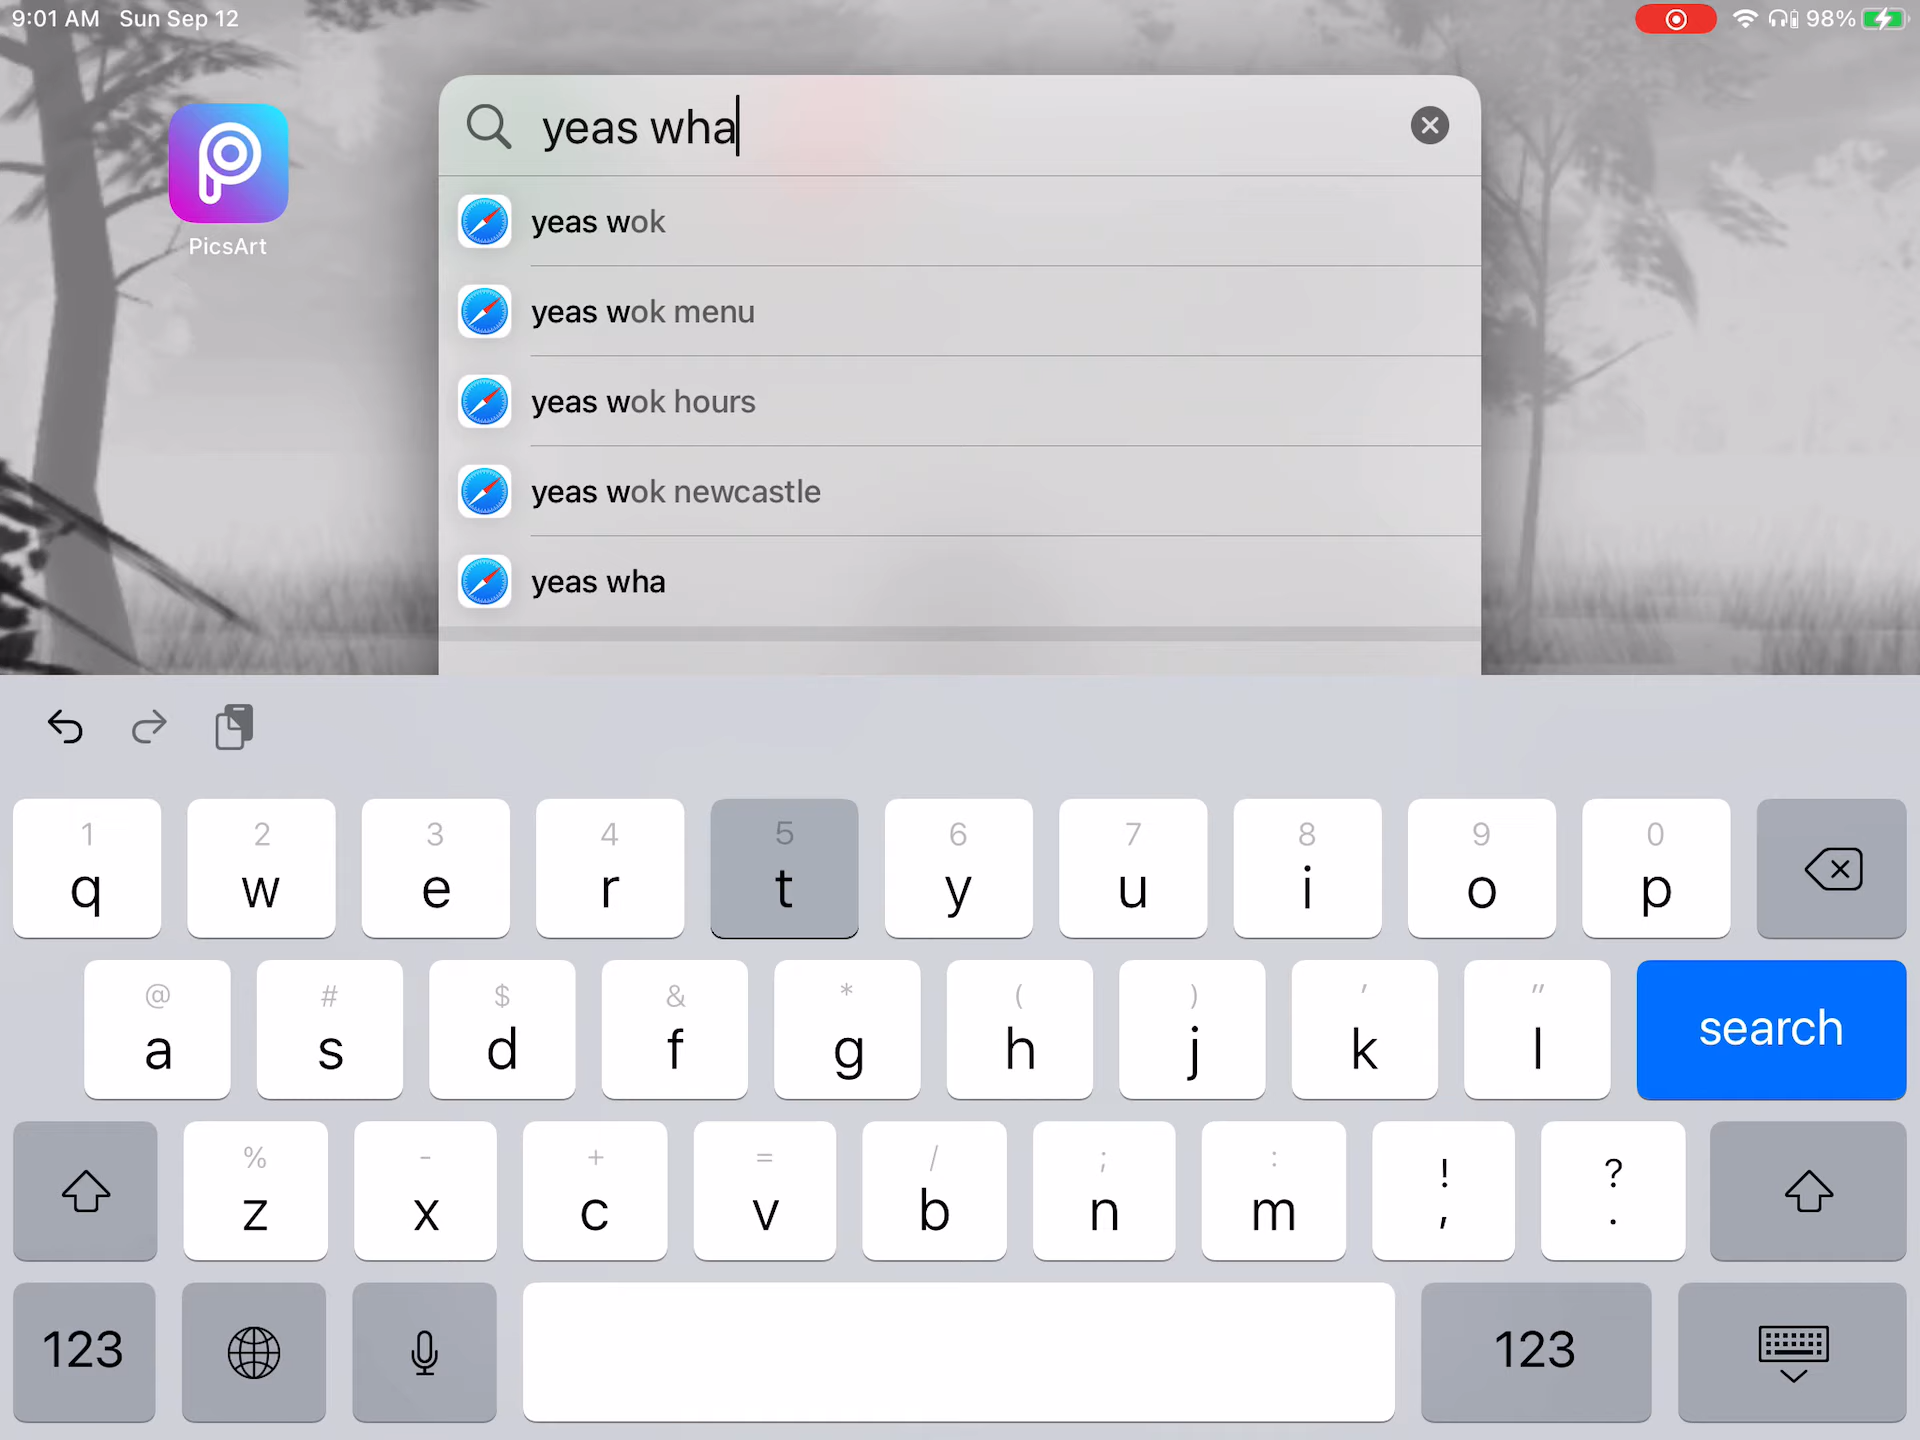 9:01 AM Sun Sep 12 98%
yeas wha
PicsArt
yeas wok
yeas wok menu
yeas wok hours
yeas wok newcastle
yeas wha
1 2 3 4 5 6 7 8 9 0
q w e r t y u i o p
@ # $ & * ( ) ' "
a s d f g h j k l search
% - + = / ; : ! ?
z x c v b n m , .
123 123